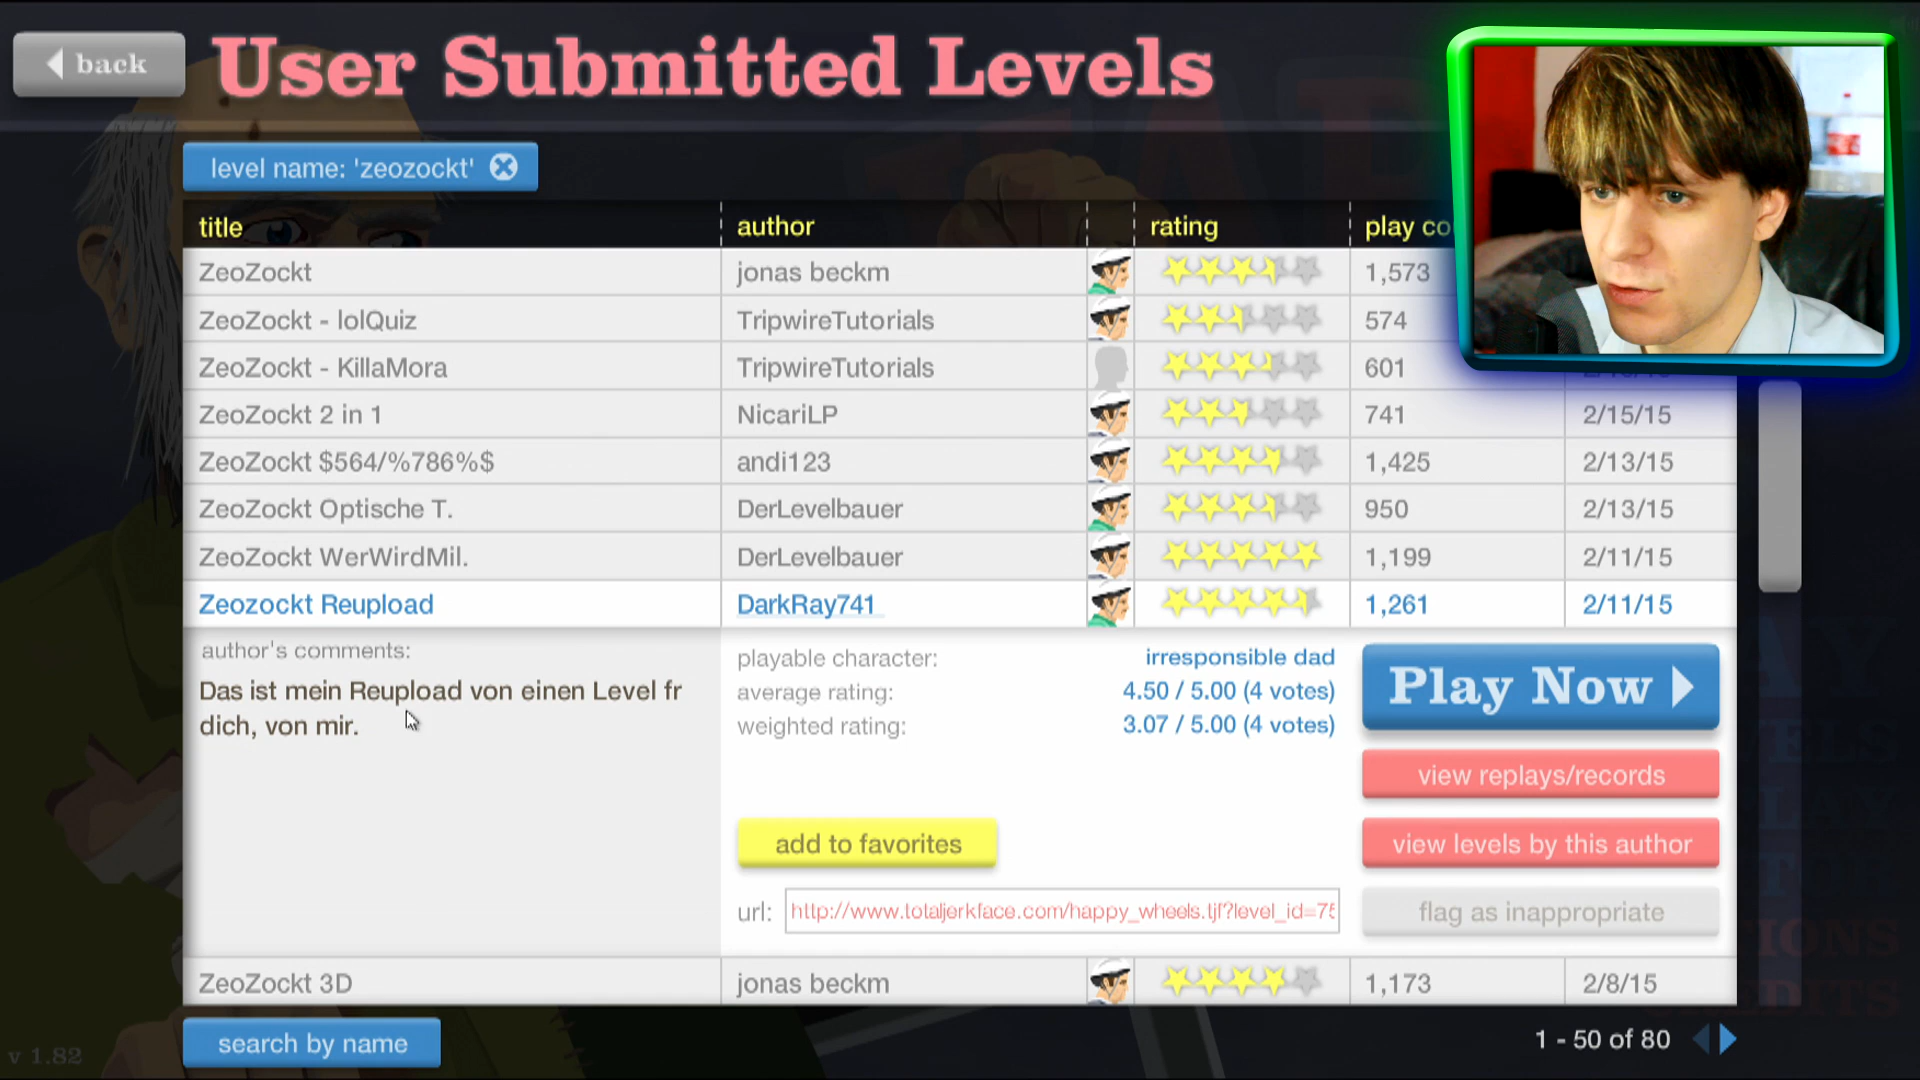 back
User Submitted Levels
level name: 'zeozockt'
title author rating play co
ZeoZockt jonas beckm 1,573
ZeoZockt - lolQuiz TripwireTutorials 574
ZeoZockt - KillaMora TripwireTutorials 601
ZeoZockt 2 in 1 NicariLP 741 2/15/15
ZeoZockt $564/%786%$ andi123 1,425 2/13/15
ZeoZockt Optische T. DerLevelbauer 950 2/13/15
ZeoZockt WerWirdMil. DerLevelbauer 1,199 2/11/15
Zeozockt Reupload DarkRay741 1,261 2/11/15
author's comments:
Das ist mein Reupload von einen Level fr
dich, von mir.
playable character: irresponsible dad
average rating: 4.50 / 5.00 (4 votes)
weighted rating: 3.07 / 5.00 (4 votes)
Play Now
view replays/records
add to favorites
view levels by this author
url: http://www.totaljerkface.com/happy_wheels.tjf?level_id=75
flag as inappropriate
ZeoZockt 3D jonas beckm 1,173 2/8/15
search by name
1 - 50 of 80
v 1.82